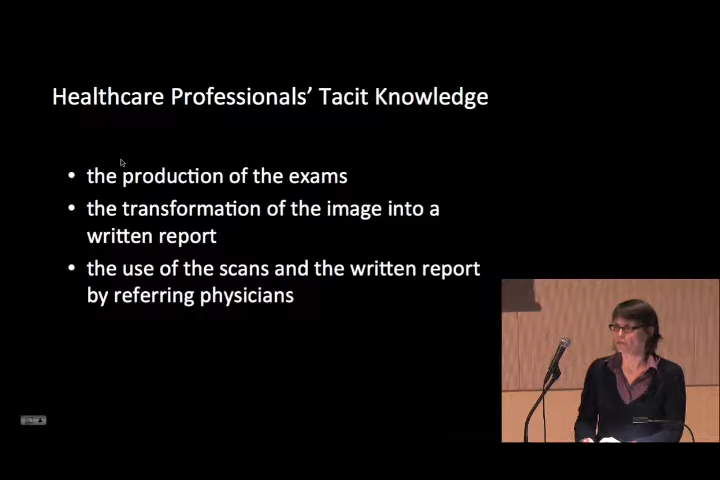 Healthcare Professionals' Tacit Knowledge
• the production of the exams
• the transformation of the image into a
written report
• the use of the scans and the written report
by referring physicians